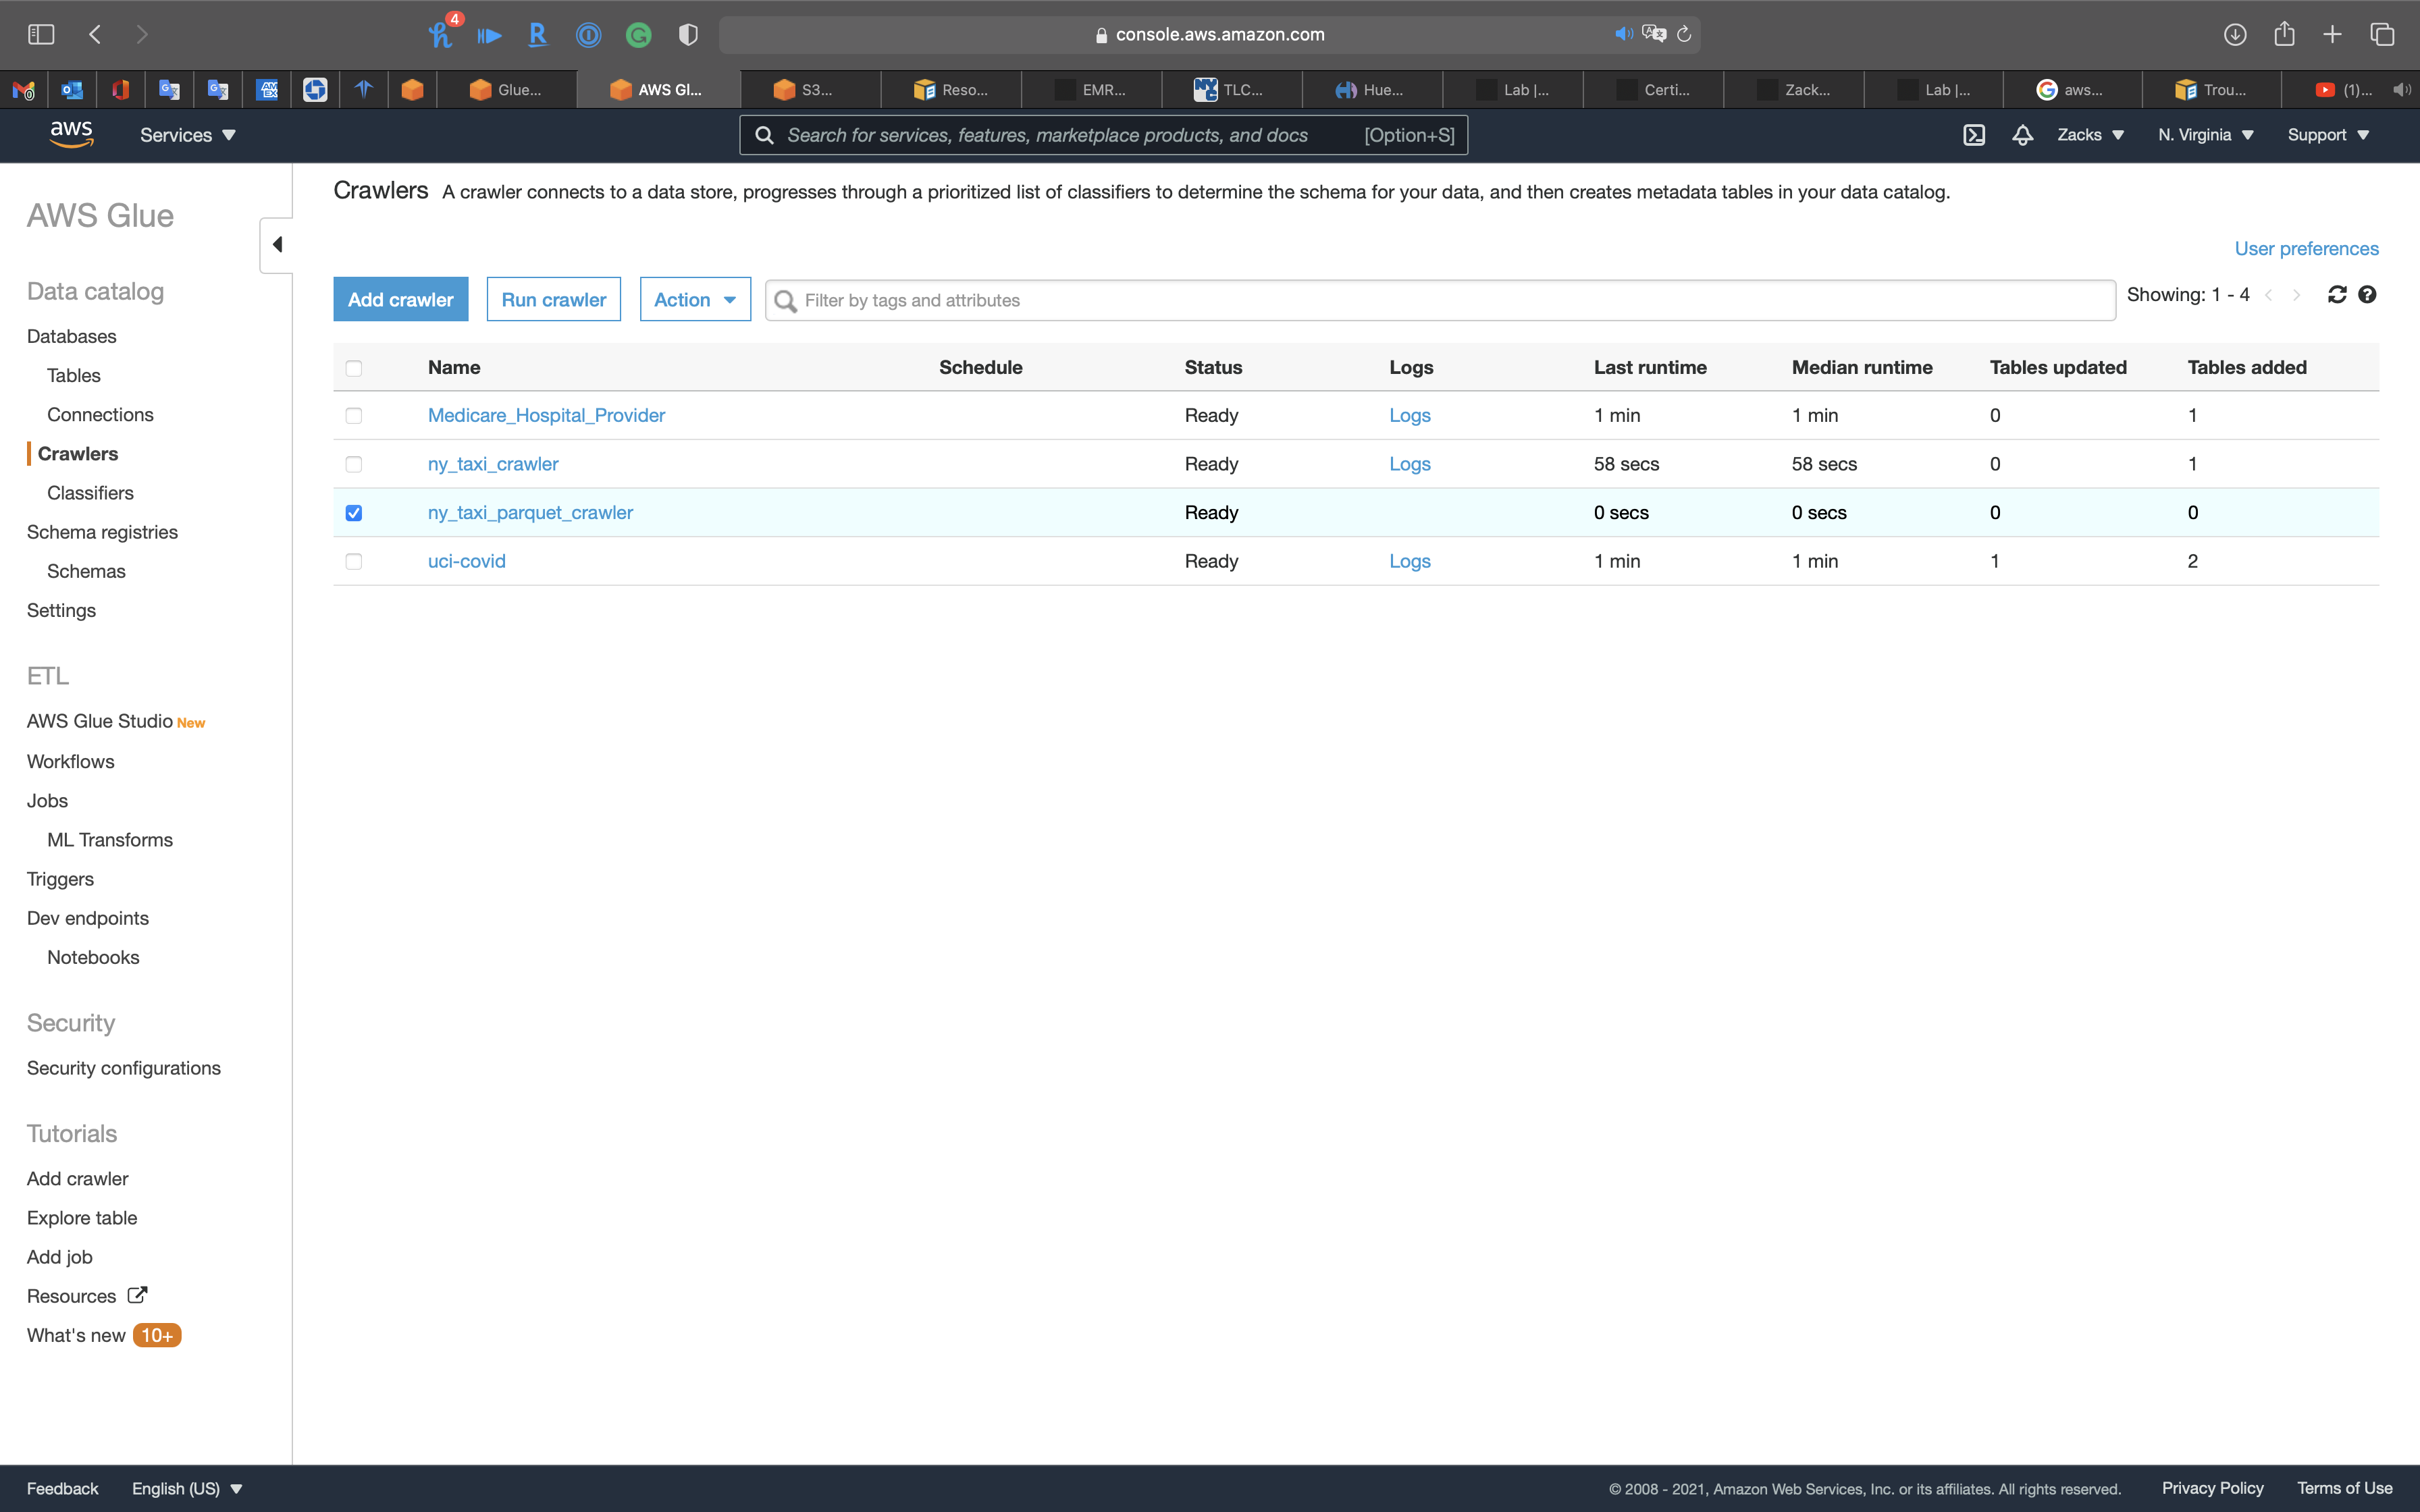 4
console.aws.amazon.com
Glue... AWS Gl... S3... Reso... EMR... TLC... Hue... Lab |... Certi... Zack... Lab |... aws... Trou... (1)...
aws Services Search for services, features, marketplace products, and docs [Option+S] Zacks N. Virginia Support
AWS Glue
Data catalog
Databases
Tables
Connections
Crawlers
Classifiers
Schema registries
Schemas
Settings
ETL
AWS Glue Studio New
Workflows
Jobs
ML Transforms
Triggers
Dev endpoints
Notebooks
Security
Security configurations
Tutorials
Add crawler
Explore table
Add job
Resources
What's new 10+
Crawlers A crawler connects to a data store, progresses through a prioritized list of classifiers to determine the schema for your data, and then creates metadata tables in your data catalog.
User preferences
Add crawler Run crawler Action Filter by tags and attributes Showing: 1 - 4
Name Schedule Status Logs Last runtime Median runtime Tables updated Tables added
Medicare_Hospital_Provider Ready Logs 1 min 1 min 0 1
ny_taxi_crawler Ready Logs 58 secs 58 secs 0 1
ny_taxi_parquet_crawler Ready 0 secs 0 secs 0 0
uci-covid Ready Logs 1 min 1 min 1 2
Feedback English (US) © 2008 - 2021, Amazon Web Services, Inc. or its affiliates. All rights reserved. Privacy Policy Terms of Use